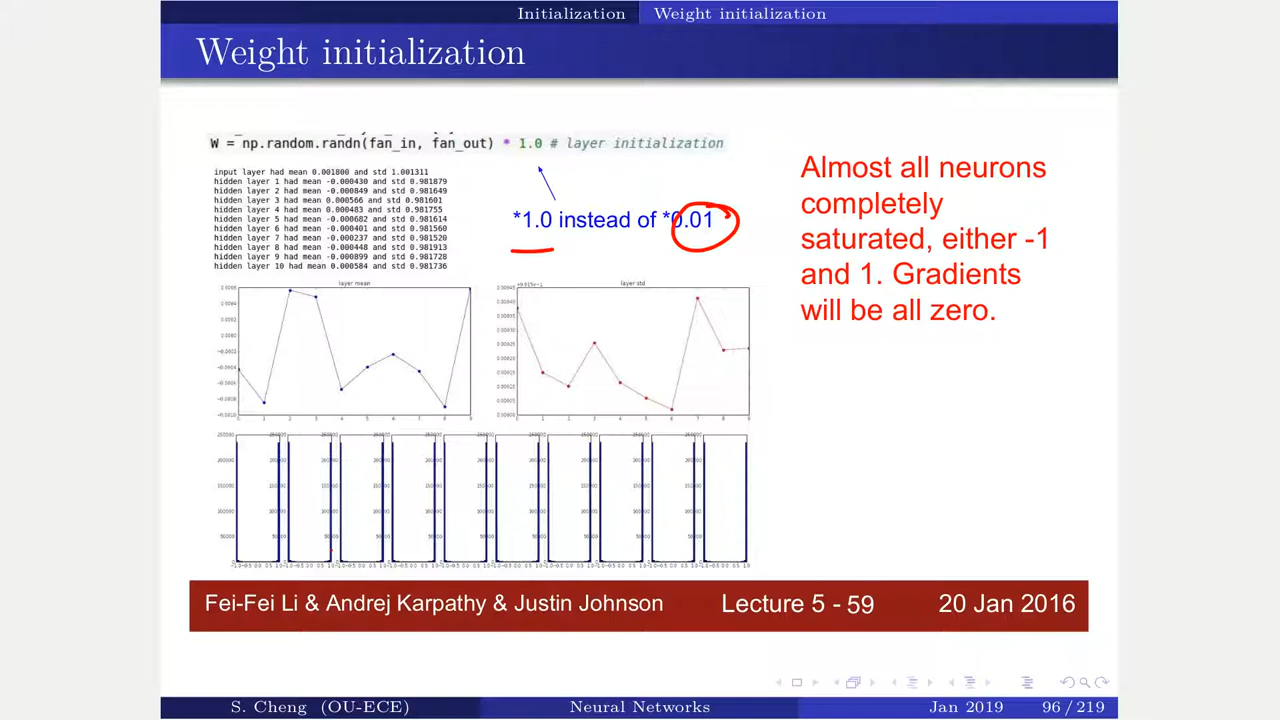 Initialization Weight initialization
Weight initialization
W = np.random.randn(fan_in, fan_out) * 1.0 # layer initialization
input layer had mean 0.001800 and std 1.001311
hidden layer 1 had mean -0.000430 and std 0.981879
hidden layer 2 had mean -0.000849 and std 0.981649
hidden layer 3 had mean 0.000566 and std 0.981601
hidden layer 4 had mean 0.000483 and std 0.981755
hidden layer 5 had mean -0.000682 and std 0.981614
hidden layer 6 had mean -0.000401 and std 0.981560
hidden layer 7 had mean -0.000237 and std 0.981520
hidden layer 8 had mean -0.000448 and std 0.981913
hidden layer 9 had mean -0.000899 and std 0.981728
hidden layer 10 had mean 0.000584 and std 0.981736
*1.0 instead of *0.01
Almost all neurons
completely
saturated, either -1
and 1. Gradients
will be all zero.
layer mean
layer std
Fei-Fei Li & Andrej Karpathy & Justin Johnson Lecture 5 - 59 20 Jan 2016
S. Cheng (OU-ECE) Neural Networks Jan 2019 96 / 219